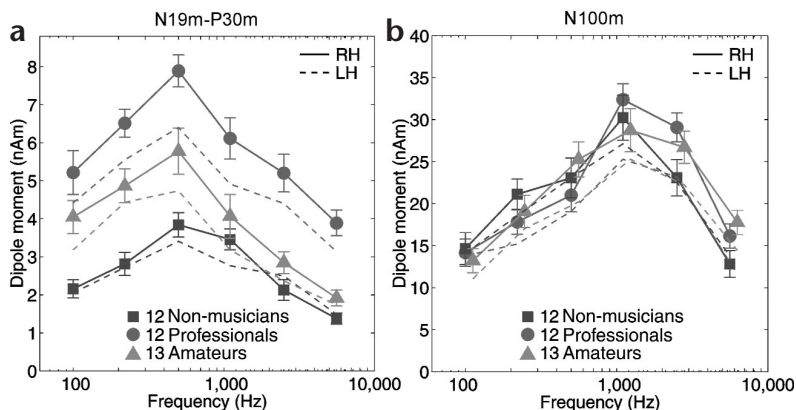 a
N19m-P30m
Dipole moment (nAm)
8
7
6
5
4
3
2
1
0
RH
LH
12 Non-musicians
12 Professionals
13 Amateurs
100
1,000
10,000
Frequency (Hz)
b
N100m
Dipole moment (nAm)
40
35
30
25
20
15
10
5
0
RH
LH
12 Non-musicians
12 Professionals
13 Amateurs
100
1,000
10,000
Frequency (Hz)